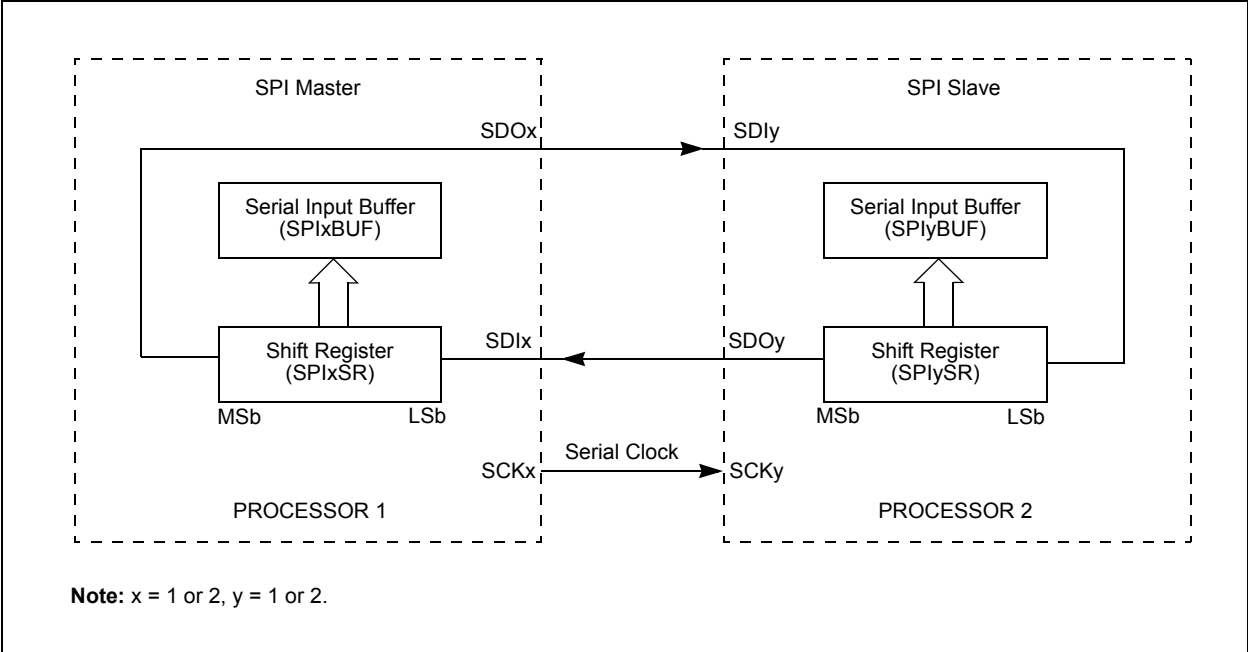 SPI Master
SPI Slave
SDOx
SDIy
Serial Input Buffer
(SPIxBUF)
Serial Input Buffer
(SPIyBUF)
Shift Register
(SPIxSR)
SDIx
SDOy
Shift Register
(SPIySR)
MSb
LSb
MSb
LSb
Serial Clock
SCKx
SCKy
PROCESSOR 1
PROCESSOR 2
Note: x = 1 or 2, y = 1 or 2.